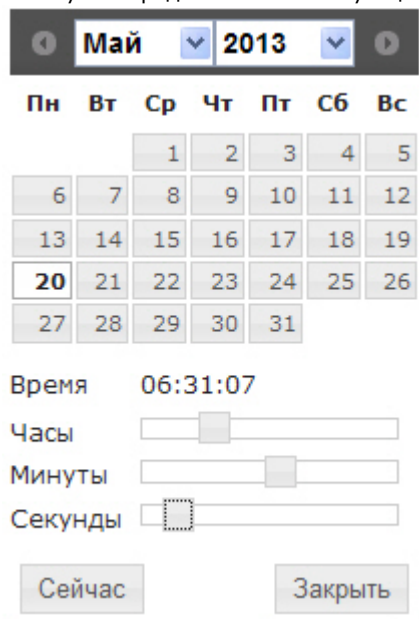 Май 2013
Пн Вт Ср Чт Пт Сб Вс
1 2 3 4 5
6 7 8 9 10 11 12
13 14 15 16 17 18 19
20 21 22 23 24 25 26
27 28 29 30 31
Время 06:31:07
Часы
Минуты
Секунды
Сейчас Закрыть